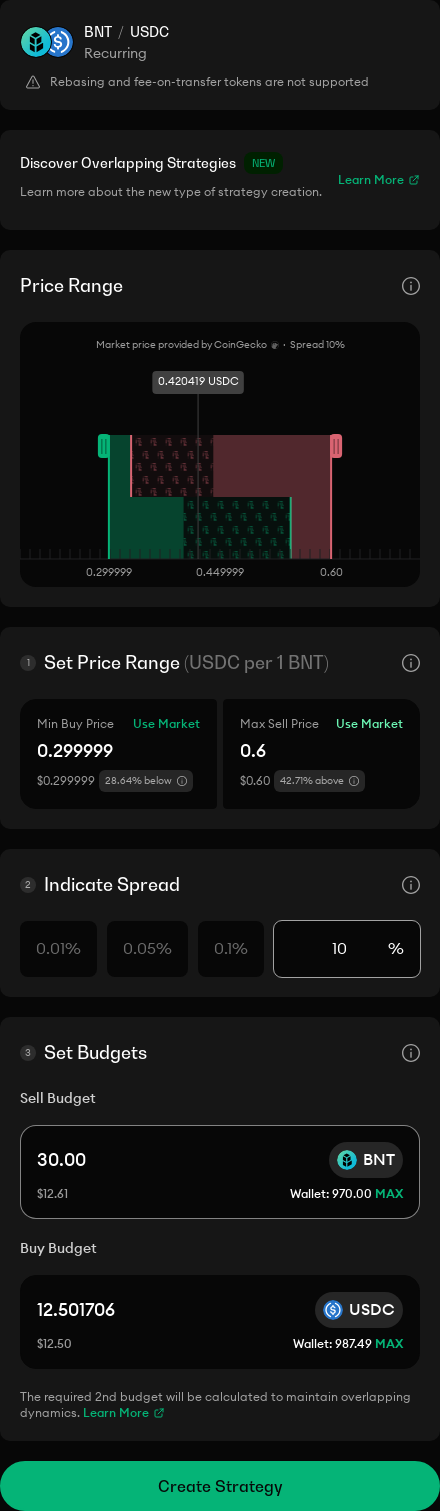 BNT / USDC
Recurring
Rebasing and fee-on-transfer tokens are not supported
Discover Overlapping Strategies NEW
Learn more about the new type of strategy creation.
Learn More
Price Range
Market price provided by CoinGecko · Spread 10%
0.420419 USDC
0.299999 0.449999 0.60
1 Set Price Range (USDC per 1 BNT)
Min Buy Price Use Market
0.299999
$0.299999 28.64% below
Max Sell Price Use Market
0.6
$0.60 42.71% above
2 Indicate Spread
0.01% 0.05% 0.1% 10 %
3 Set Budgets
Sell Budget
30.00 BNT
$12.61 Wallet: 970.00 MAX
Buy Budget
12.501706 USDC
$12.50 Wallet: 987.49 MAX
The required 2nd budget will be calculated to maintain overlapping
dynamics. Learn More
Create Strategy